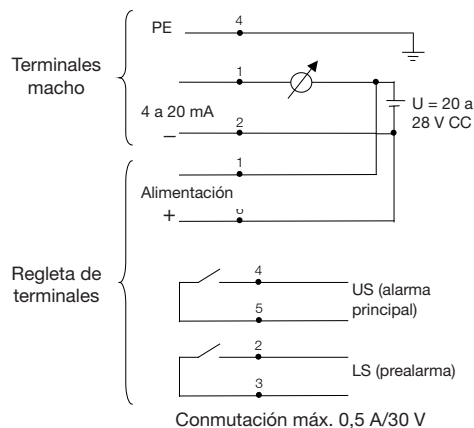 PE
4
Terminales
macho
1
4 a 20 mA
–
2
U = 20 a
28 V CC
1
Alimentación
+
Regleta de
terminales
4
US (alarma
principal)
5
2
LS (prealarma)
3
Conmutación máx. 0,5 A/30 V